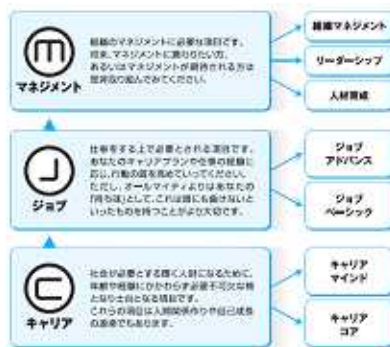 m
マネジメント
組織のマネジメントに必要な項目です。
将来、マネジメントに携わりたい方、
あるいはマネジメントが期待される方は
是非取り組んでおいてください。
組織マネジメント
リーダーシップ
人材育成
J
ジョブ
仕事をする上で必要とされる項目です。
あなたのキャリアプランや仕事の経験に
応じ、行動の質を高めていってください。
ただし、オールマイティよりはあなたの
「持ち味」として、これは誰にも負けないと
いったものを持つことがより大切です。
ジョブ
アドバンス
ジョブ
ベーシック
C
キャリア
社会が必要とする働く人財になるために、
年齢や経験にかかわらず必要不可欠な核
となり土台となる項目です。
これらの項目は人間関係作りや自己成長
の源泉でもあります。
キャリア
マインド
キャリア
コア